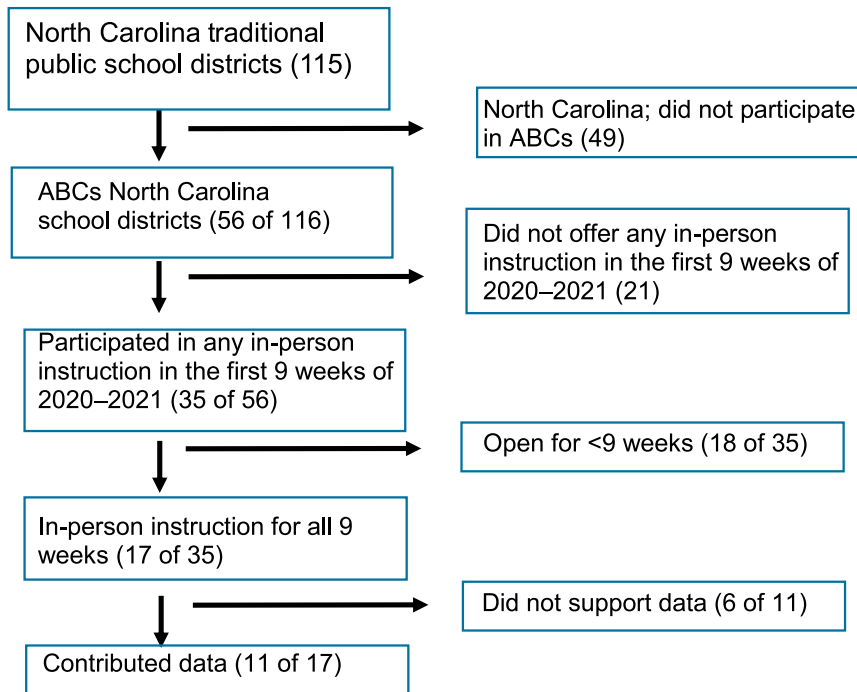 North Carolina traditional
public school districts (115)
North Carolina; did not participate
in ABCs (49)
ABCs North Carolina
school districts (56 of 116)
Did not offer any in-person
instruction in the first 9 weeks of
2020–2021 (21)
Participated in any in-person
instruction in the first 9 weeks of
2020–2021 (35 of 56)
Open for <9 weeks (18 of 35)
In-person instruction for all 9
weeks (17 of 35)
Did not support data (6 of 11)
Contributed data (11 of 17)